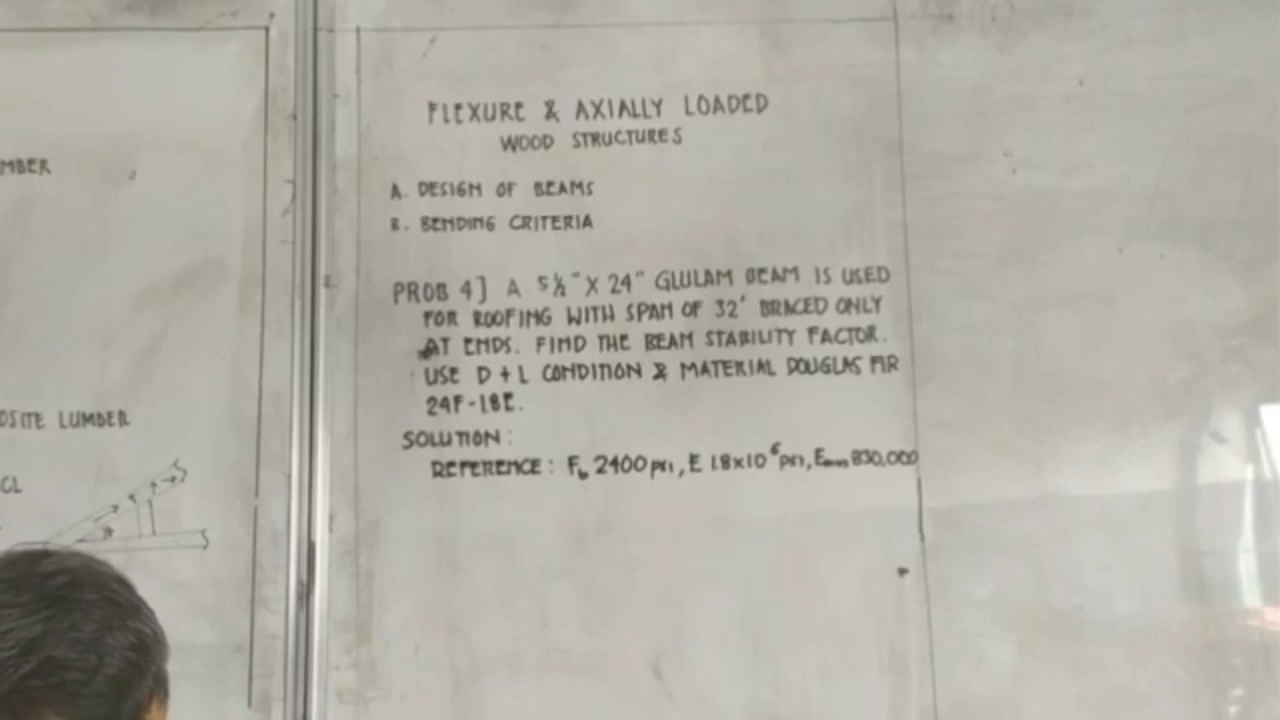 MBER
OSITE LUMBER
CL
FLEXURE & AXIALLY LOADED
WOOD STRUCTURES
A. DESIGN OF BEAMS
B. BENDING CRITERIA
PROB 4] A 5½" X 24" GLULAM BEAM IS USED
FOR ROOFING WITH SPAN OF 32' BRACED ONLY
AT ENDS. FIND THE BEAM STABILITY FACTOR.
USE D + L CONDITION & MATERIAL DOUGLAS FIR
24F-1.8E.
SOLUTION:
REFERENCE: Fb 2400 psi, E 1.8x10⁶ psi, Emin 830,000